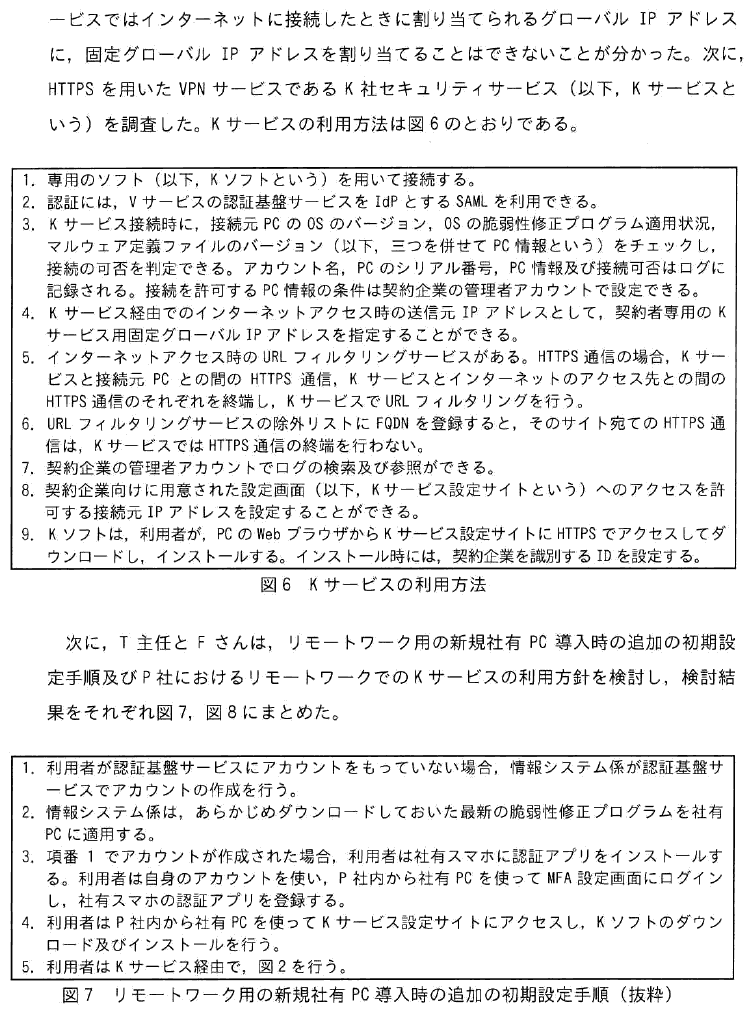 ービスではインターネットに接続したときに割り当てられるグローバル IP アドレス
に，固定グローバル IP アドレスを割り当てることはできないことが分かった。次に，
HTTPS を用いた VPN サービスである K 社セキュリティサービス（以下，K サービスと
いう）を調査した。K サービスの利用方法は図 6 のとおりである。
1. 専用のソフト（以下，K ソフトという）を用いて接続する。
2. 認証には，V サービスの認証基盤サービスを IdP とする SAML を利用できる。
3. K サービス接続時に，接続元 PC の OS のバージョン，OS の脆弱性修正プログラム適用状況，
マルウェア定義ファイルのバージョン（以下，三つを併せて PC 情報という）をチェックし，
接続の可否を判定できる。アカウント名，PC のシリアル番号，PC 情報及び接続可否はログに
記録される。接続を許可する PC 情報の条件は契約企業の管理者アカウントで設定できる。
4. K サービス経由でのインターネットアクセス時の送信元 IP アドレスとして，契約者専用の K
サービス用固定グローバル IP アドレスを指定することができる。
5. インターネットアクセス時の URL フィルタリングサービスがある。HTTPS 通信の場合，K サー
ビスと接続元 PC との間の HTTPS 通信，K サービスとインターネットのアクセス先との間の
HTTPS 通信のそれぞれを終端し，K サービスで URL フィルタリングを行う。
6. URL フィルタリングサービスの除外リストに FQDN を登録すると，そのサイト宛ての HTTPS 通
信は，K サービスでは HTTPS 通信の終端を行わない。
7. 契約企業の管理者アカウントでログの検索及び参照ができる。
8. 契約企業向けに用意された設定画面（以下，K サービス設定サイトという）へのアクセスを許
可する接続元 IP アドレスを設定することができる。
9. K ソフトは，利用者が，PC の Web ブラウザから K サービス設定サイトに HTTPS でアクセスしてダ
ウンロードし，インストールする。インストール時には，契約企業を識別する ID を設定する。
図 6 K サービスの利用方法
次に，T 主任と F さんは，リモートワーク用の新規社有 PC 導入時の追加の初期設
定手順及び P 社におけるリモートワークでの K サービスの利用方針を検討し，検討結
果をそれぞれ図 7，図 8 にまとめた。
1. 利用者が認証基盤サービスにアカウントをもっていない場合，情報システム係が認証基盤サ
ービスでアカウントの作成を行う。
2. 情報システム係は，あらかじめダウンロードしておいた最新の脆弱性修正プログラムを社有
PC に適用する。
3. 項番 1 でアカウントが作成された場合，利用者は社有スマホに認証アプリをインストールす
る。利用者は自身のアカウントを使い，P 社内から社有 PC を使って MFA 設定画面にログイン
し，社有スマホの認証アプリを登録する。
4. 利用者は P 社内から社有 PC を使って K サービス設定サイトにアクセスし，K ソフトのダウン
ロード及びインストールを行う。
5. 利用者は K サービス経由で，図 2 を行う。
図 7 リモートワーク用の新規社有 PC 導入時の追加の初期設定手順（抜粋）